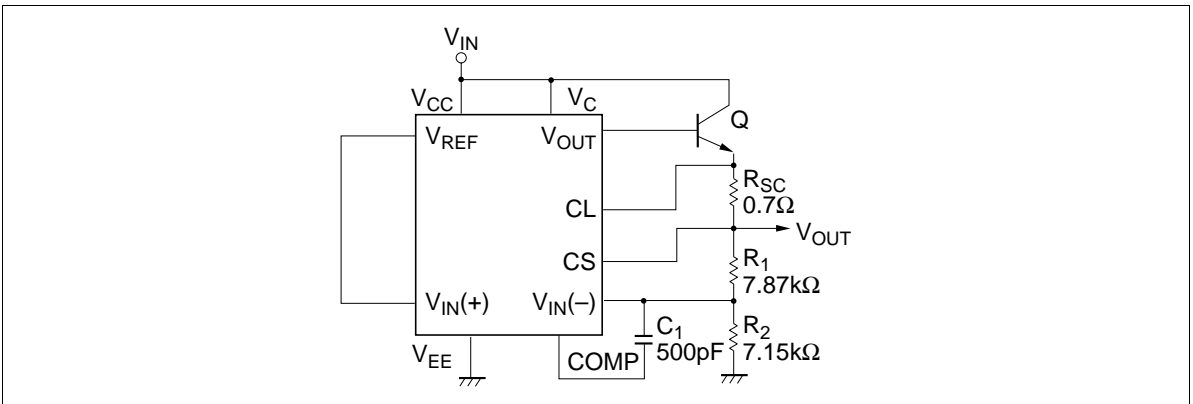 VIN
VCC
VC
VREF
VOUT
Q
RSC
0.7Ω
CL
VOUT
CS
R1
7.87kΩ
VIN(+)
VIN(–)
C1
500pF
R2
7.15kΩ
VEE
COMP